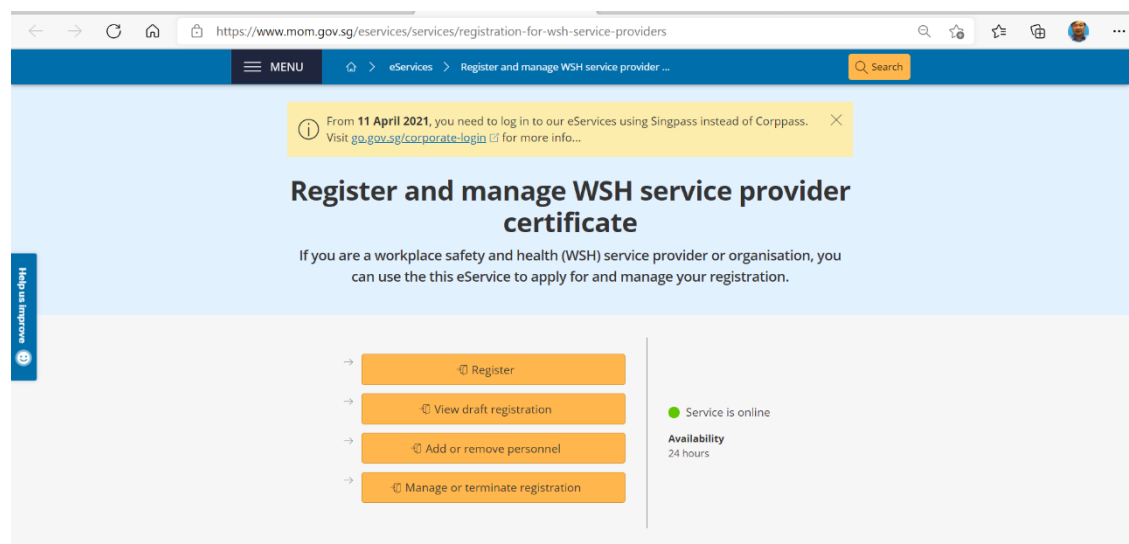 https://www.mom.gov.sg/eservices/services/registration-for-wsh-service-providers
MENU
eServices > Register and manage WSH service provider ...
Search
From 11 April 2021, you need to log in to our eServices using Singpass instead of Corppass.
Visit go.gov.sg/corporate-login for more info...
Register and manage WSH service provider
certificate
If you are a workplace safety and health (WSH) service provider or organisation, you
can use the this eService to apply for and manage your registration.
Help us improve
Register
View draft registration
Add or remove personnel
Manage or terminate registration
Service is online
Availability
24 hours